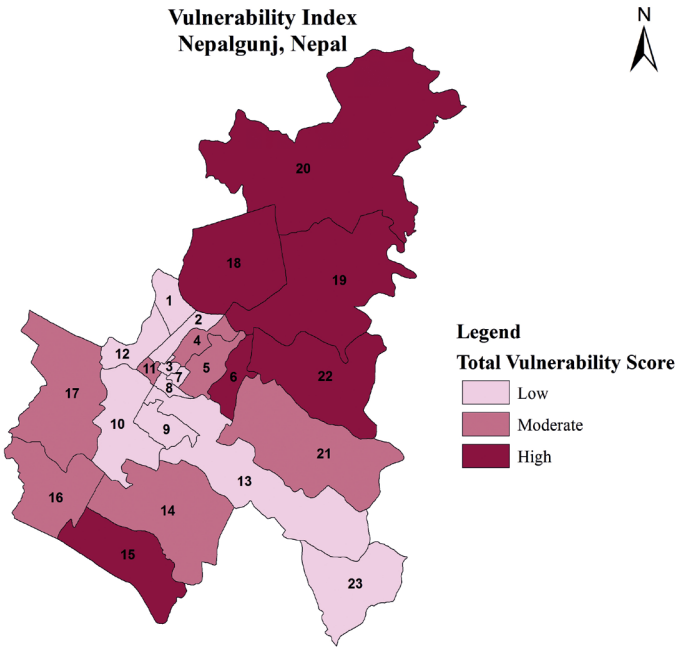 Vulnerability Index
Nepalgunj, Nepal
N
20
18
19
1
2
4
12
3
11
5
7
6
22
8
17
10
9
21
13
16
14
15
23
Legend
Total Vulnerability Score
Low
Moderate
High